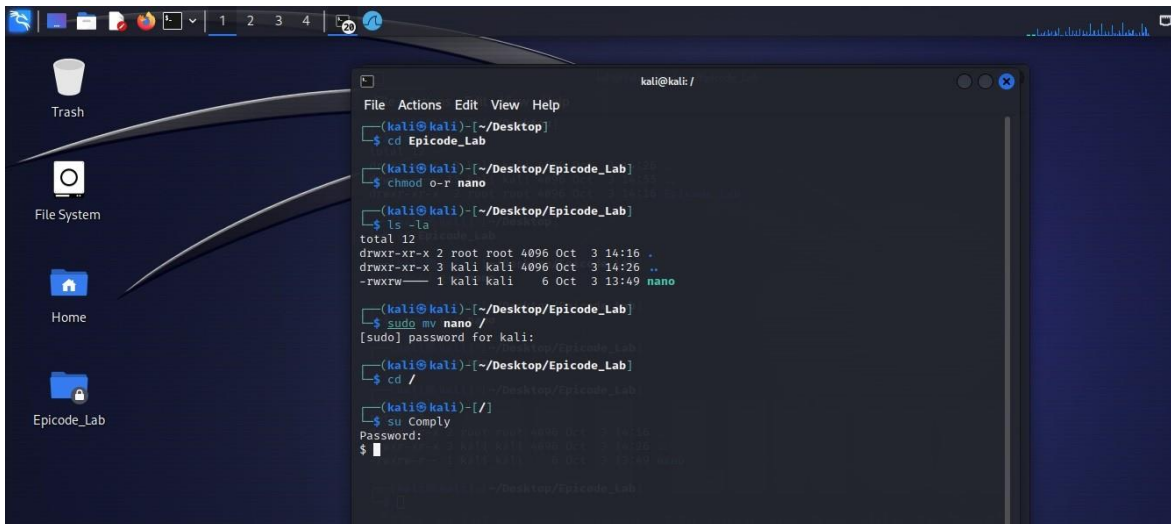 1 2 3 4
20
Trash
File System
Home
Epicode_Lab
kali@kali: /
File Actions Edit View Help
┌──(kali㉿kali)-[~/Desktop]
└─$ cd Epicode_Lab
┌──(kali㉿kali)-[~/Desktop/Epicode_Lab]
└─$ chmod o-r nano
┌──(kali㉿kali)-[~/Desktop/Epicode_Lab]
└─$ ls -la
total 12
drwxr-xr-x 2 root root 4096 Oct  3 14:16 .
drwxr-xr-x 3 kali kali 4096 Oct  3 14:26 ..
-rwxrw---- 1 kali kali    6 Oct  3 13:49 nano
┌──(kali㉿kali)-[~/Desktop/Epicode_Lab]
└─$ sudo mv nano /
[sudo] password for kali:
┌──(kali㉿kali)-[~/Desktop/Epicode_Lab]
└─$ cd /
┌──(kali㉿kali)-[/]
└─$ su Comply
Password:
$